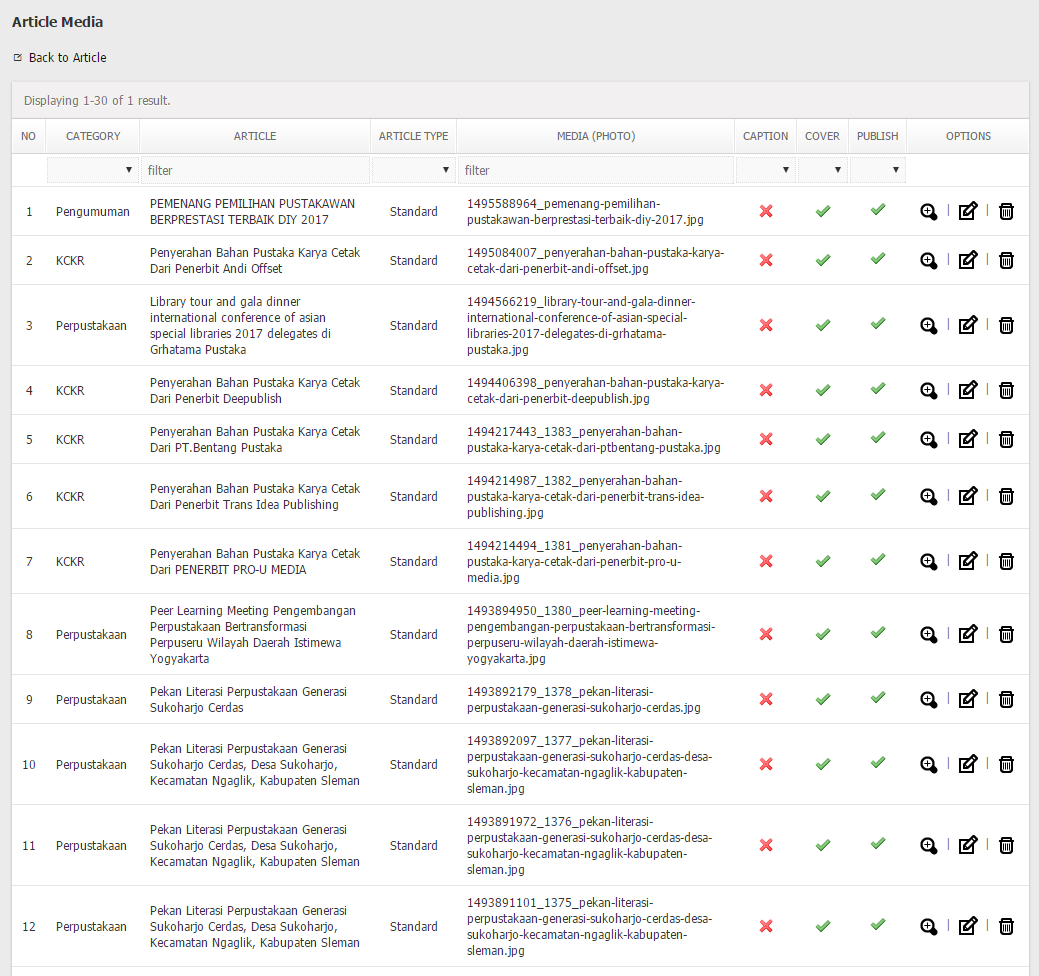 Article Media
Back to Article
Displaying 1-30 of 1 result.
NO CATEGORY ARTICLE ARTICLE TYPE MEDIA (PHOTO) CAPTION COVER PUBLISH OPTIONS
filter filter
1 Pengumuman PEMENANG PEMILIHAN PUSTAKAWAN Standard 1495588964_pemenang-pemilihan-
BERPRESTASI TERBAIK DIY 2017 pustakawan-berprestasi-terbaik-diy-2017.jpg
2 KCKR Penyerahan Bahan Pustaka Karya Cetak Standard 1495084007_penyerahan-bahan-pustaka-karya-
Dari Penerbit Andi Offset cetak-dari-penerbit-andi-offset.jpg
3 Perpustakaan Library tour and gala dinner Standard 1494566219_library-tour-and-gala-dinner-
international conference of asian international-conference-of-asian-special-
special libraries 2017 delegates di libraries-2017-delegates-di-grhatama-
Grhatama Pustaka pustaka.jpg
4 KCKR Penyerahan Bahan Pustaka Karya Cetak Standard 1494406398_penyerahan-bahan-pustaka-karya-
Dari Penerbit Deepublish cetak-dari-penerbit-deepublish.jpg
5 KCKR Penyerahan Bahan Pustaka Karya Cetak Standard 1494217443_1383_penyerahan-bahan-
Dari PT.Bentang Pustaka pustaka-karya-cetak-dari-ptbentang-pustaka.jpg
6 KCKR Penyerahan Bahan Pustaka Karya Cetak Standard 1494214987_1382_penyerahan-bahan-
Dari Penerbit Trans Idea Publishing pustaka-karya-cetak-dari-penerbit-trans-idea-
publishing.jpg
7 KCKR Penyerahan Bahan Pustaka Karya Cetak Standard 1494214494_1381_penyerahan-bahan-
Dari PENERBIT PRO-U MEDIA pustaka-karya-cetak-dari-penerbit-pro-u-
media.jpg
8 Perpustakaan Peer Learning Meeting Pengembangan Standard 1493894950_1380_peer-learning-meeting-
Perpustakaan Bertransformasi pengembangan-perpustakaan-bertransformasi-
Perpuseru Wilayah Daerah Istimewa perpuseru-wilayah-daerah-istimewa-
Yogyakarta yogyakarta.jpg
9 Perpustakaan Pekan Literasi Perpustakaan Generasi Standard 1493892179_1378_pekan-literasi-
Sukoharjo Cerdas perpustakaan-generasi-sukoharjo-cerdas.jpg
10 Perpustakaan Pekan Literasi Perpustakaan Generasi Standard 1493892097_1377_pekan-literasi-
Sukoharjo Cerdas, Desa Sukoharjo, perpustakaan-generasi-sukoharjo-cerdas-desa-
Kecamatan Ngaglik, Kabupaten Sleman sukoharjo-kecamatan-ngaglik-kabupaten-
sleman.jpg
11 Perpustakaan Pekan Literasi Perpustakaan Generasi Standard 1493891972_1376_pekan-literasi-
Sukoharjo Cerdas, Desa Sukoharjo, perpustakaan-generasi-sukoharjo-cerdas-desa-
Kecamatan Ngaglik, Kabupaten Sleman sukoharjo-kecamatan-ngaglik-kabupaten-
sleman.jpg
12 Perpustakaan Pekan Literasi Perpustakaan Generasi Standard 1493891101_1375_pekan-literasi-
Sukoharjo Cerdas, Desa Sukoharjo, perpustakaan-generasi-sukoharjo-cerdas-desa-
Kecamatan Ngaglik, Kabupaten Sleman sukoharjo-kecamatan-ngaglik-kabupaten-
sleman.jpg